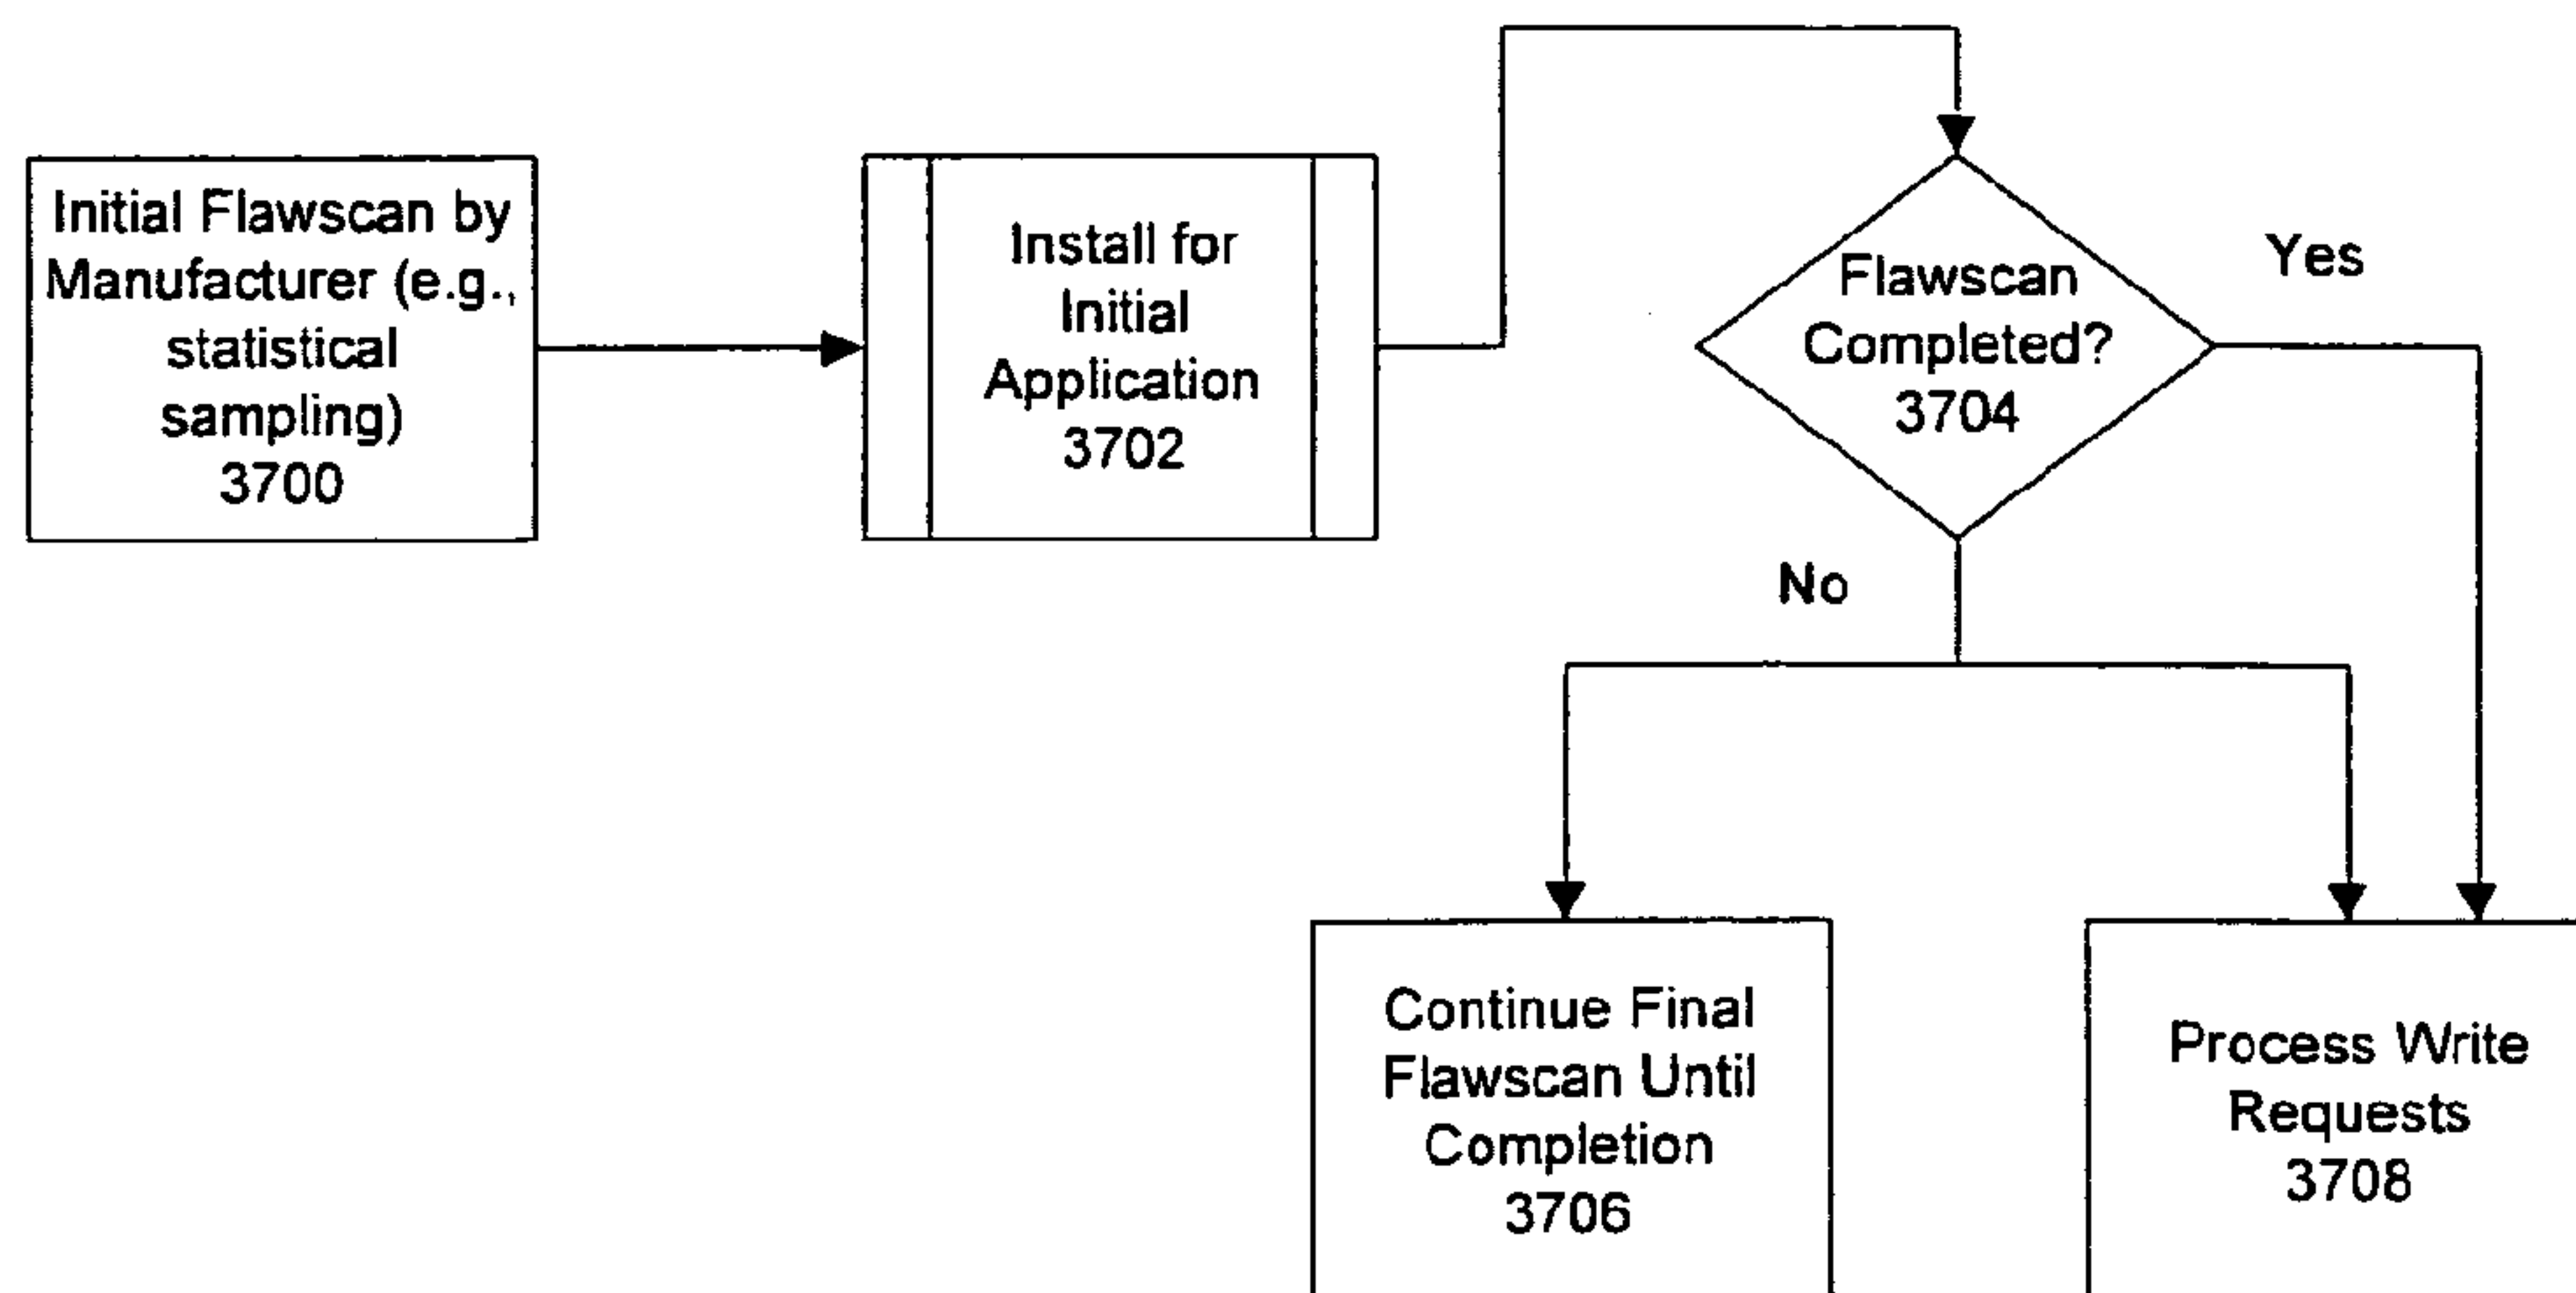 Initial Flawscan by
Manufacturer (e.g.,
statistical
sampling)
3700
Install for
Initial
Application
3702
Flawscan
Completed?
3704
Yes
No
Continue Final
Flawscan Until
Completion
3706
Process Write
Requests
3708